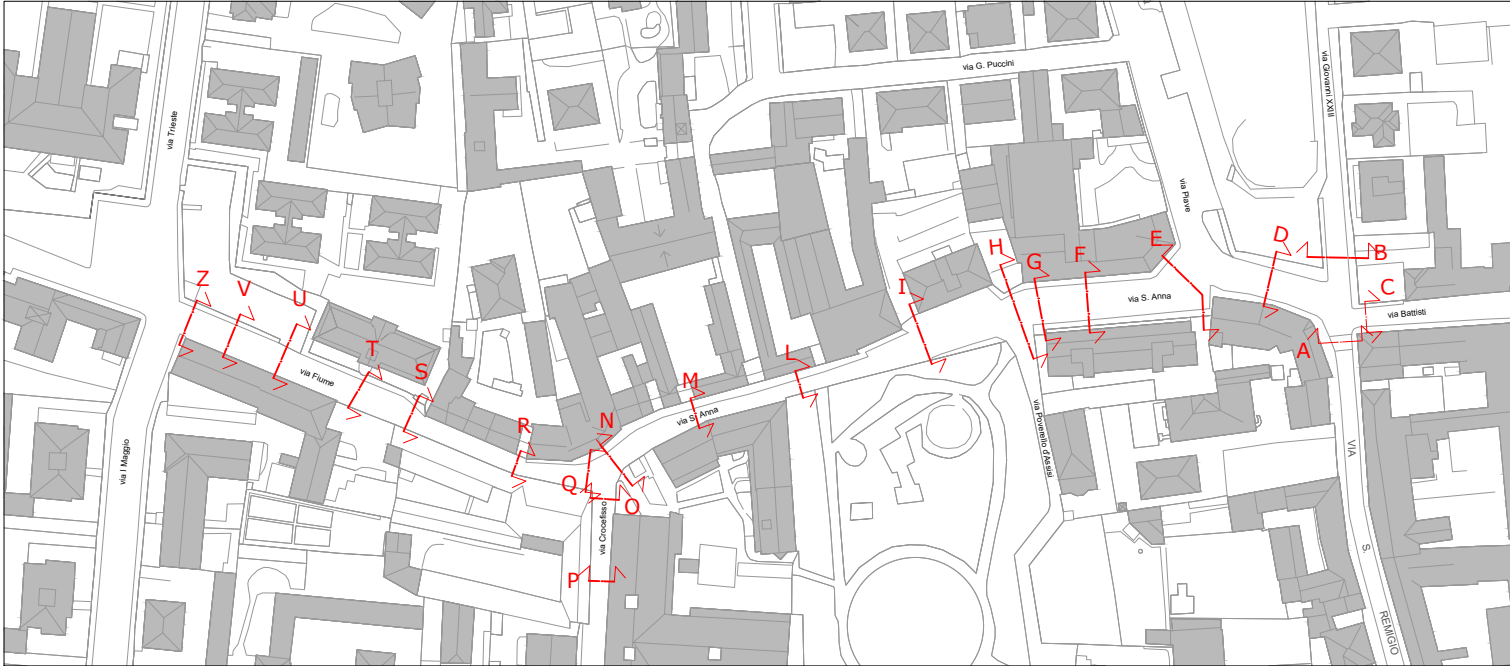 via G. Puccini
via Giovanni XXIII
via Trieste
via Piave
E
D
B
H
F
G
Z
V
U
I
C
via S. Anna
via Battisti
A
T
L
via Fiume
S
M
via S. Anna
R
N
via Poverello d'Assisi
via I Maggio
VIA
Q
O
via Crocefisso
S.
P
REMIGIO